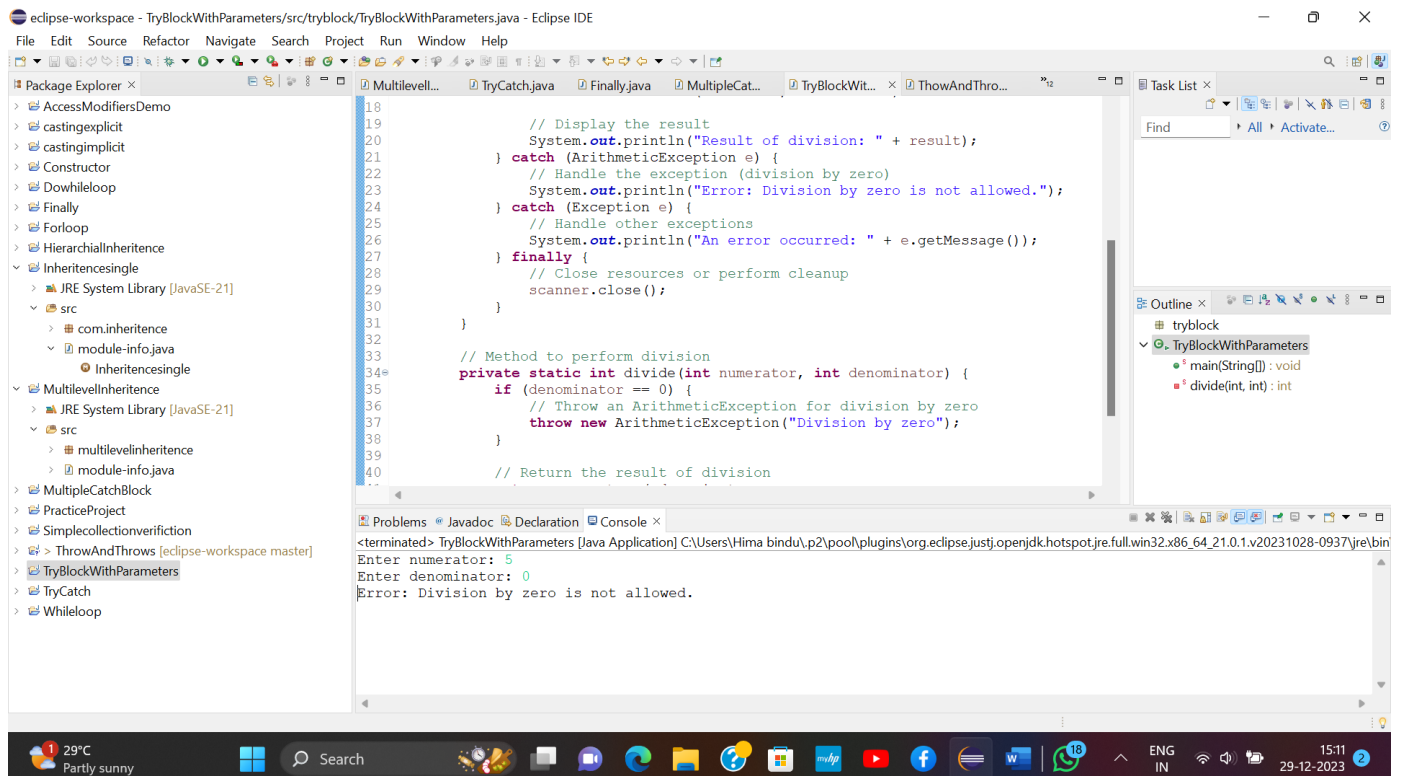 eclipse-workspace - TryBlockWithParameters/src/tryblock/TryBlockWithParameters.java - Eclipse IDE
File Edit Source Refactor Navigate Search Project Run Window Help
Package Explorer
AccessModifiersDemo
castingexplicit
castingimplicit
Constructor
Dowhileloop
Finally
Forloop
HierarchialInheritence
Inheritencesingle
JRE System Library [JavaSE-21]
src
com.inheritence
module-info.java
Inheritencesingle
MultilevelInheritence
JRE System Library [JavaSE-21]
src
multilevelinheritence
module-info.java
MultipleCatchBlock
PracticeProject
Simplecollectionverifiction
> ThrowAndThrows [eclipse-workspace master]
TryBlockWithParameters
TryCatch
Whileloop
Multilevell... TryCatch.java Finally.java MultipleCat... TryBlockWit... ThowAndThro... »12
18
19 // Display the result
20 System.out.println("Result of division: " + result);
21 } catch (ArithmeticException e) {
22 // Handle the exception (division by zero)
23 System.out.println("Error: Division by zero is not allowed.");
24 } catch (Exception e) {
25 // Handle other exceptions
26 System.out.println("An error occurred: " + e.getMessage());
27 } finally {
28 // Close resources or perform cleanup
29 scanner.close();
30 }
31 }
32
33 // Method to perform division
34 private static int divide(int numerator, int denominator) {
35 if (denominator == 0) {
36 // Throw an ArithmeticException for division by zero
37 throw new ArithmeticException("Division by zero");
38 }
39
40 // Return the result of division
Task List
Find All Activate...
Outline
tryblock
TryBlockWithParameters
main(String[]) : void
divide(int, int) : int
Problems Javadoc Declaration Console
<terminated> TryBlockWithParameters [Java Application] C:\Users\Hima bindu\.p2\pool\plugins\org.eclipse.justj.openjdk.hotspot.jre.full.win32.x86_64_21.0.1.v20231028-0937\jre\bin\
Enter numerator: 5
Enter denominator: 0
Error: Division by zero is not allowed.
1
29°C
Partly sunny
Search
myhp
18
ENG
IN
15:11
29-12-2023
2